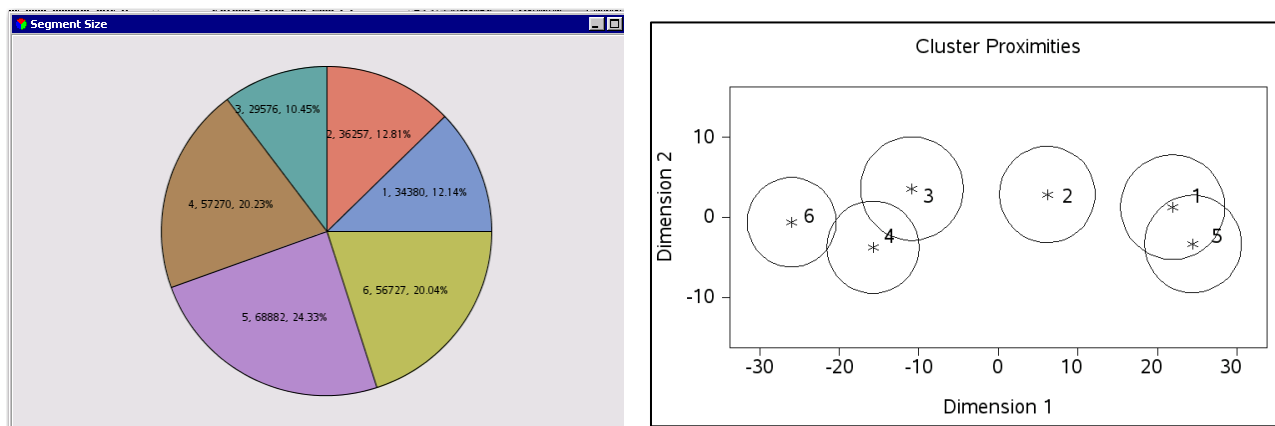 Segment Size
3, 29576, 10.45%
2, 36257, 12.81%
1, 34380, 12.14%
4, 57270, 20.23%
6, 56727, 20.04%
5, 68882, 24.33%
Cluster Proximities
Dimension 2
10
0
-10
6
4
3
2
1
5
-30
-20
-10
0
10
20
30
Dimension 1